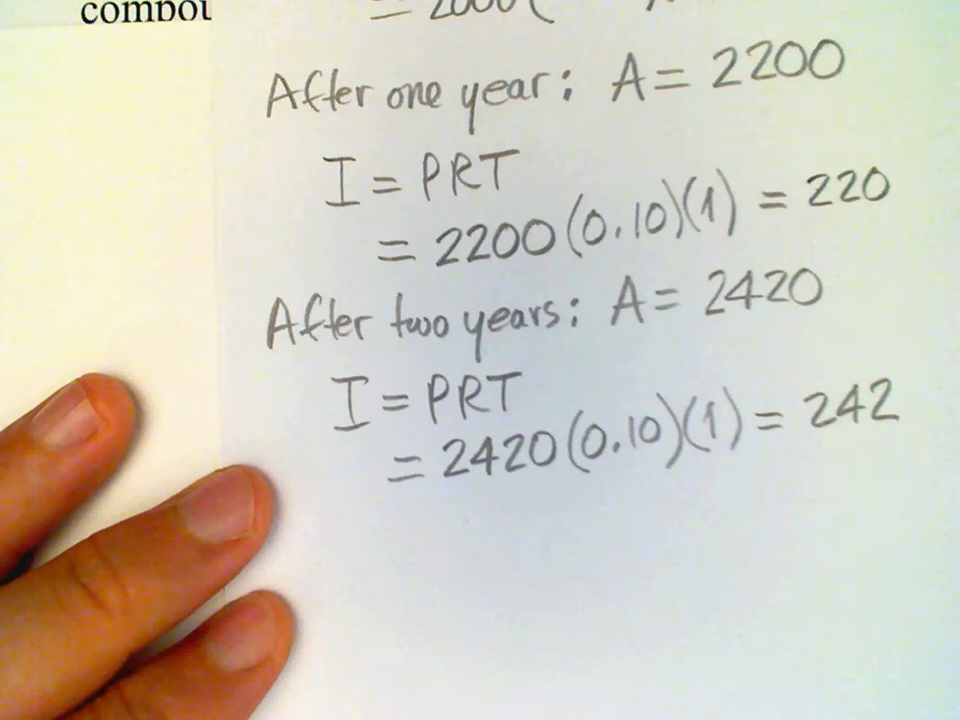 = 2000(
After one year: A = 2200
I = PRT
= 2200(0.10)(1) = 220
After two years: A = 2420
I = PRT
= 2420(0.10)(1) = 242